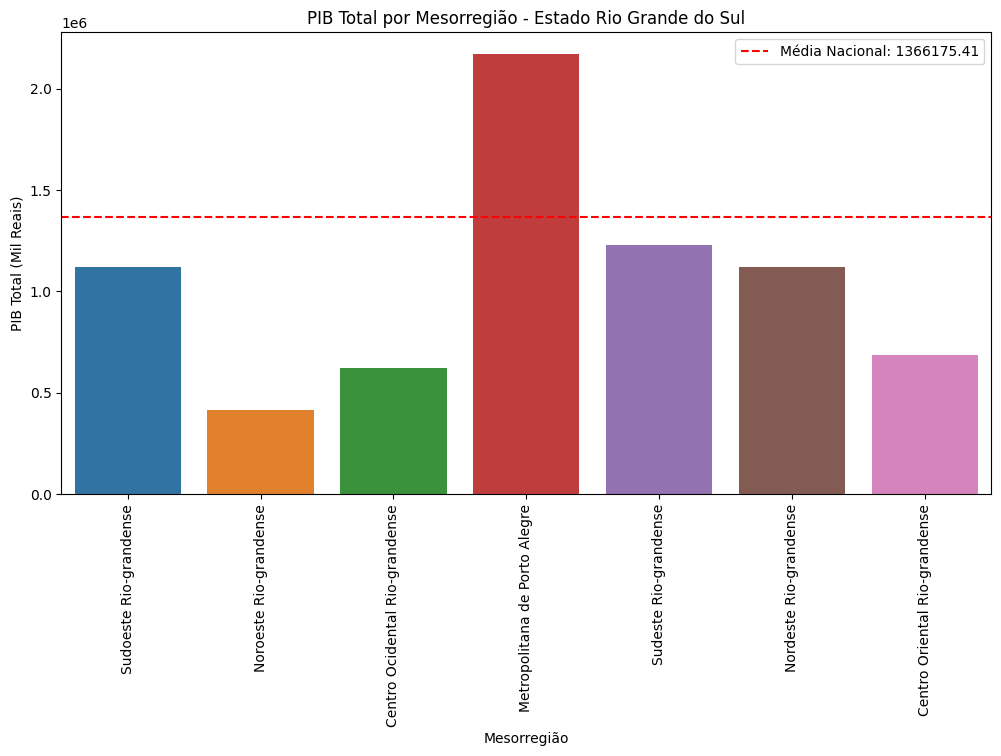 PIB Total por Mesorregião - Estado Rio Grande do Sul
1e6
Média Nacional: 1366175.41
PIB Total (Mil Reais)
2.0
1.5
1.0
0.5
0.0
Sudoeste Rio-grandense
Noroeste Rio-grandense
Centro Ocidental Rio-grandense
Metropolitana de Porto Alegre
Sudeste Rio-grandense
Nordeste Rio-grandense
Centro Oriental Rio-grandense
Mesorregião